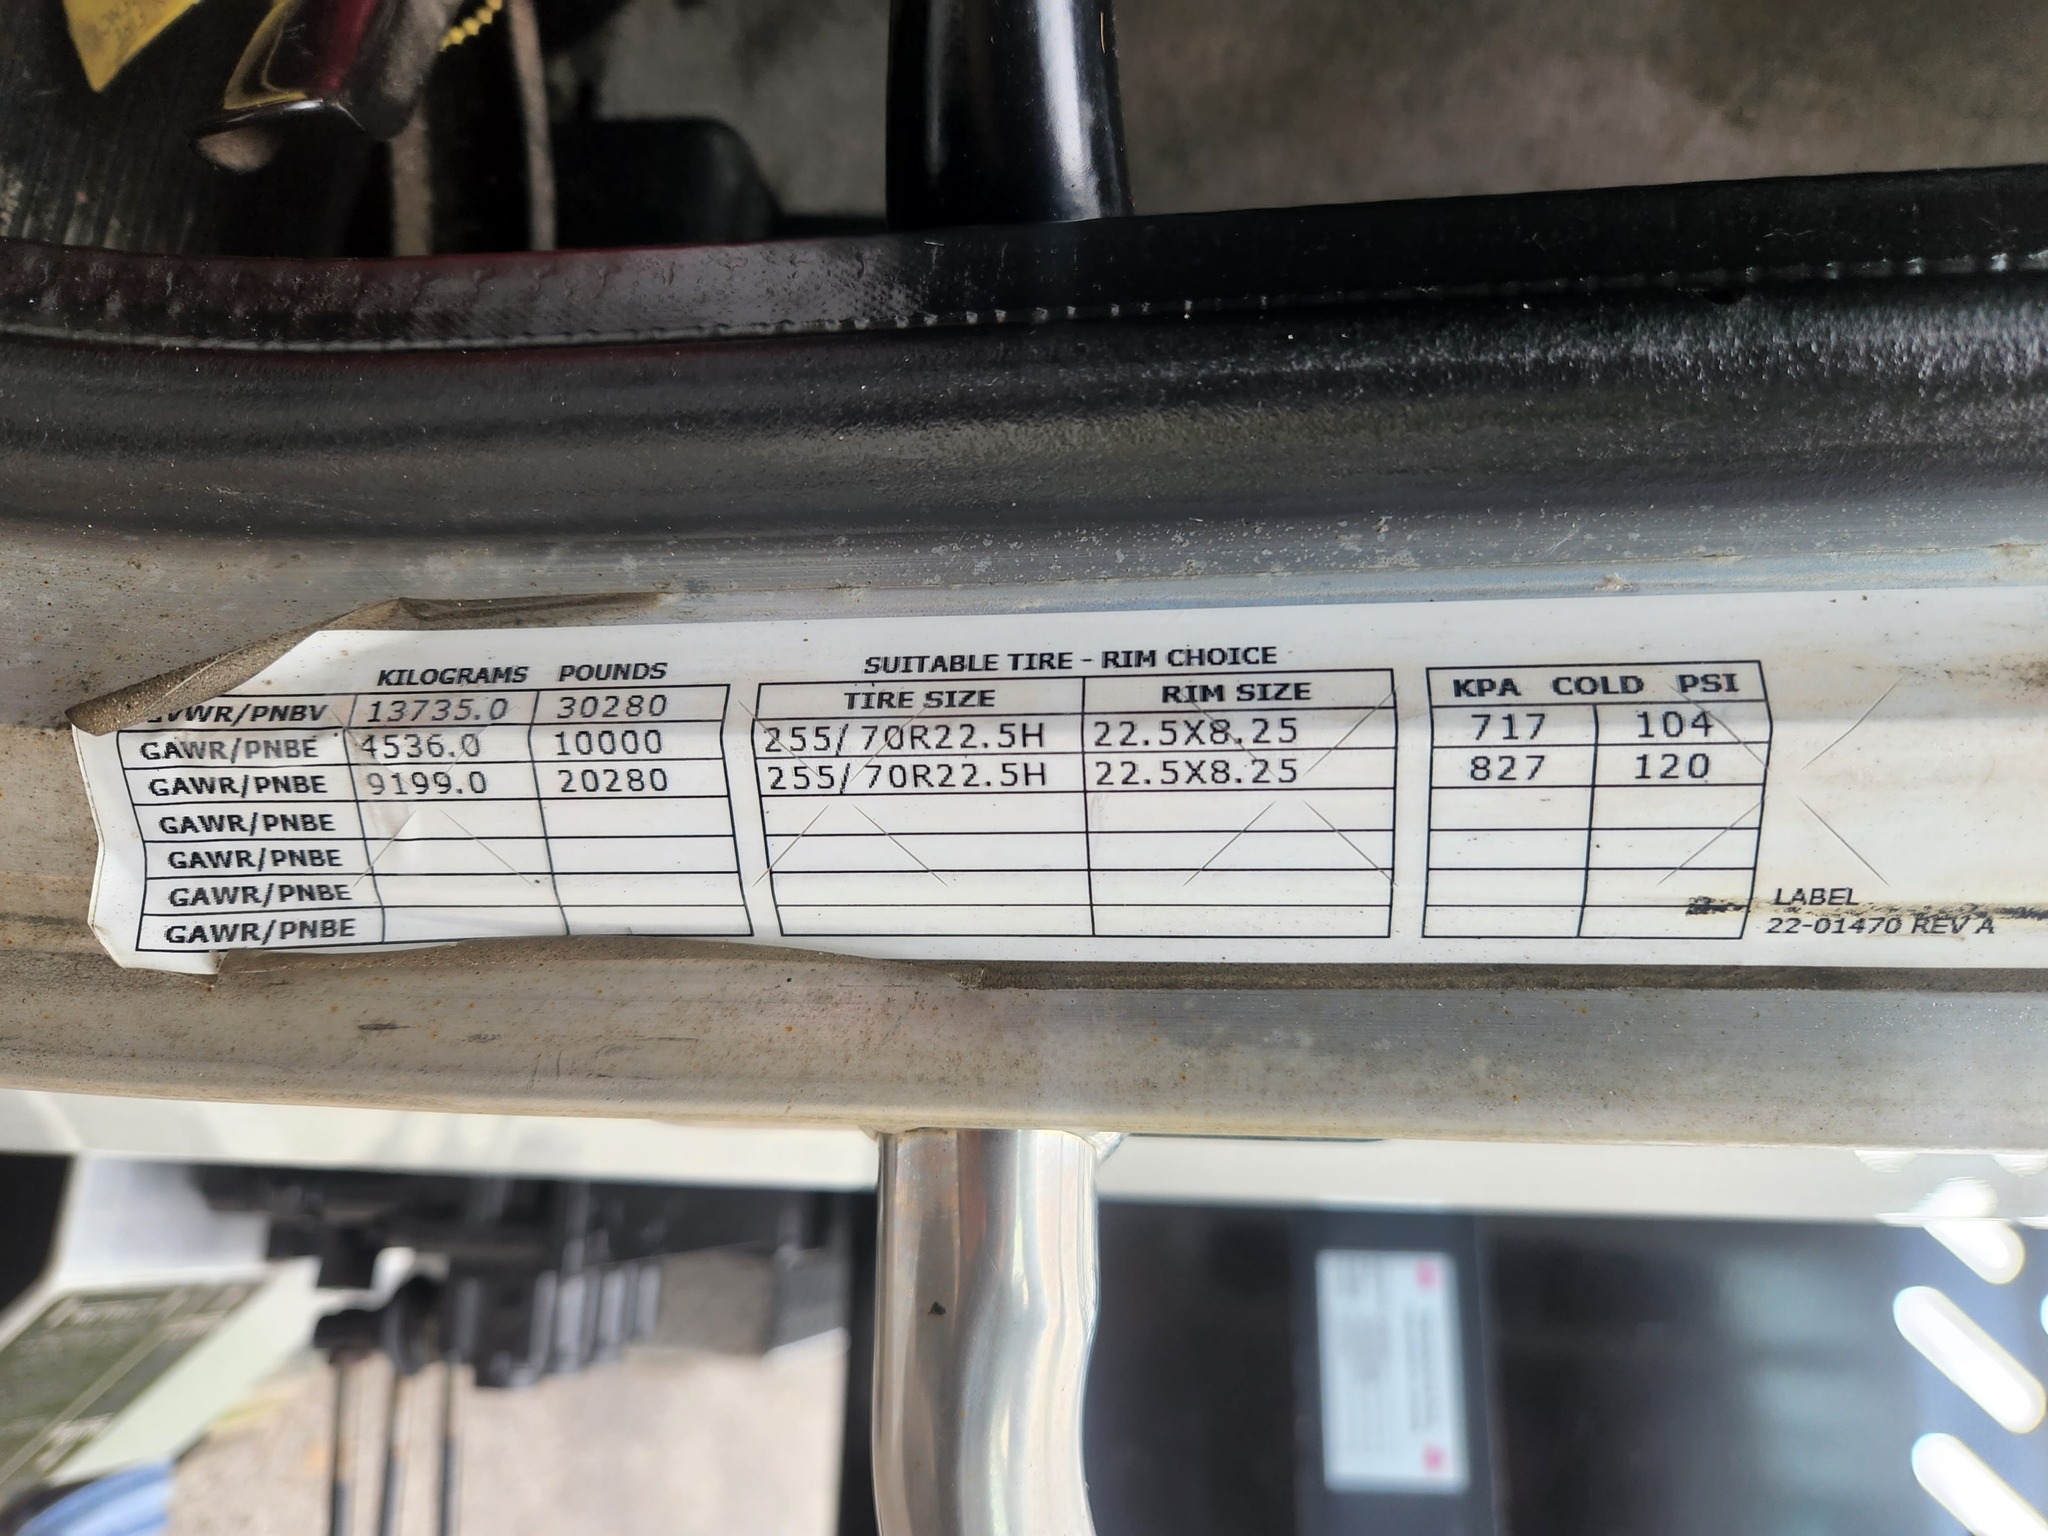 KILOGRAMS POUNDS
GVWR/PNBV 13735.0 30280
GAWR/PNBE 4536.0 10000
GAWR/PNBE 9199.0 20280
GAWR/PNBE
GAWR/PNBE
GAWR/PNBE
GAWR/PNBE
SUITABLE TIRE - RIM CHOICE
TIRE SIZE RIM SIZE
255/70R22.5H 22.5X8.25
255/70R22.5H 22.5X8.25
KPA COLD PSI
717 104
827 120
LABEL
22-01470 REV A